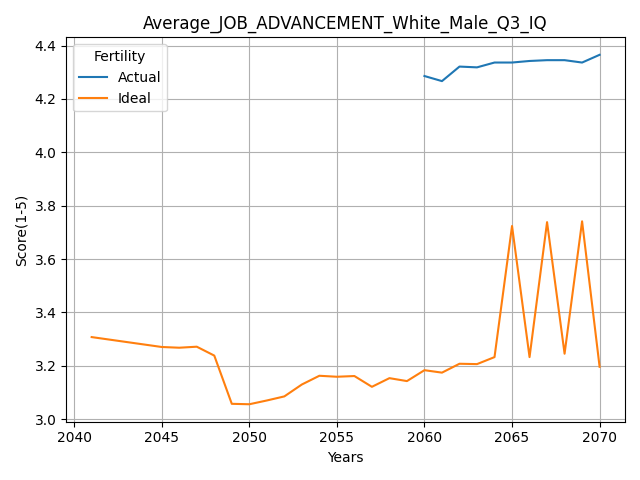 Average_JOB_ADVANCEMENT_White_Male_Q3_IQ
Fertility
Actual
Ideal
Score(1-5)
4.4
4.2
4.0
3.8
3.6
3.4
3.2
3.0
2040 2045 2050 2055 2060 2065 2070
Years